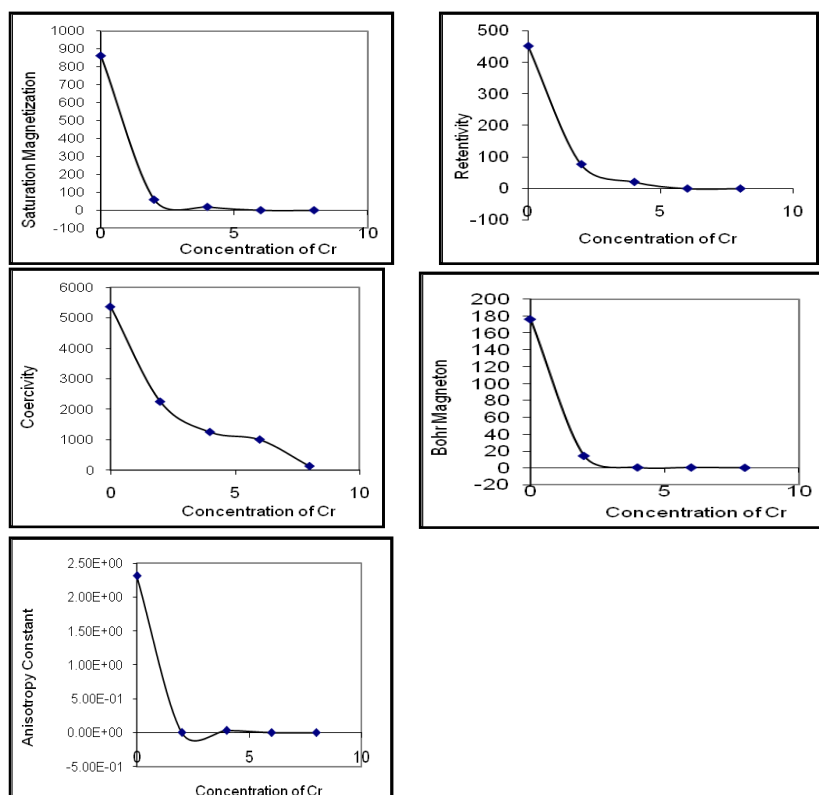 1000
900
800
700
600
500
400
300
200
100
0
-100
0 5 10
Saturation Magnetization
Concentration of Cr
500
400
300
200
100
0
-100
0 5 10
Retentivity
Concentration of Cr
6000
5000
4000
3000
2000
1000
0
0 5 10
Coercivity
Concentration of Cr
200
180
160
140
120
100
80
60
40
20
0
-20
0 5 10
Bohr Magneton
Concentration of Cr
2.50E+00
2.00E+00
1.50E+00
1.00E+00
5.00E-01
0.00E+00
-5.00E-01
0 5 10
Anisotropy Constant
Concentration of Cr